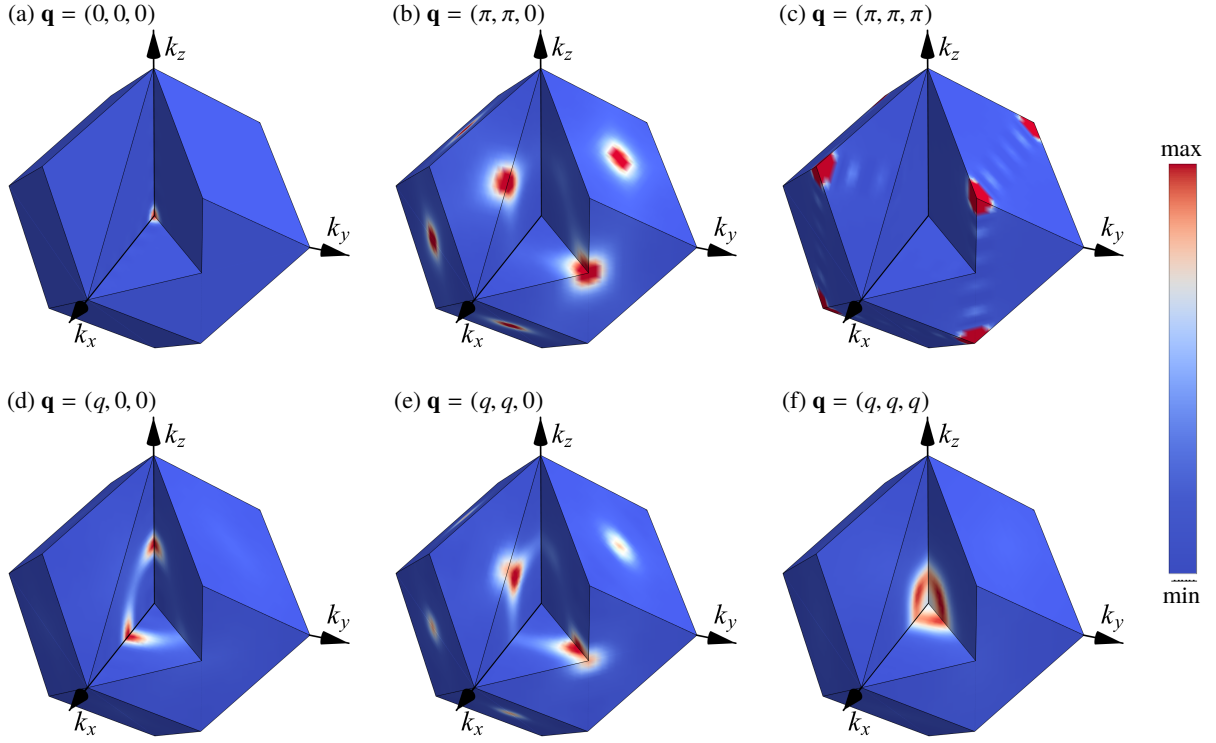 (a) q = (0, 0, 0)
(b) q = (π, π, 0)
(c) q = (π, π, π)
k_z
k_y
k_x
k_z
k_y
k_x
k_z
k_y
k_x
max
min
(d) q = (q, 0, 0)
(e) q = (q, q, 0)
(f) q = (q, q, q)
k_z
k_y
k_x
k_z
k_y
k_x
k_z
k_y
k_x